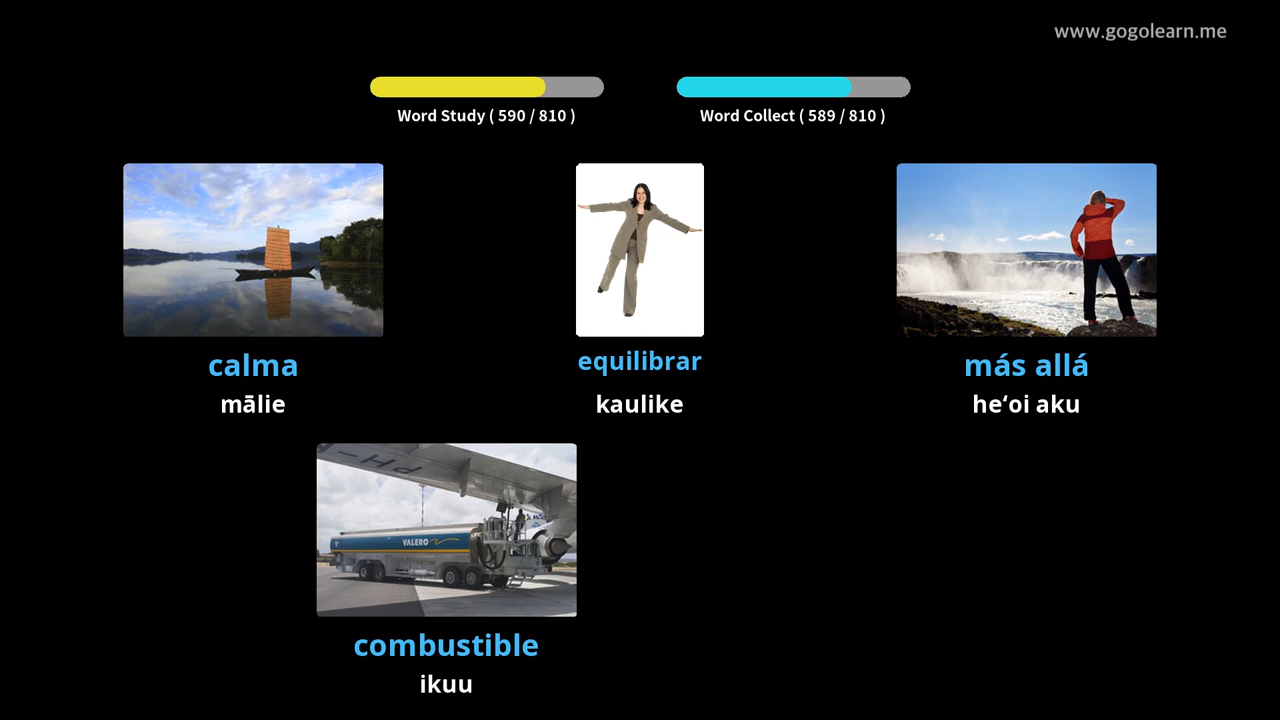 www.gogolearn.me
Word Study ( 590 / 810 )
Word Collect ( 589 / 810 )
calma
mālie
equilibrar
kaulike
más allá
heʻoi aku
PH-
VALERO
combustible
ikuu